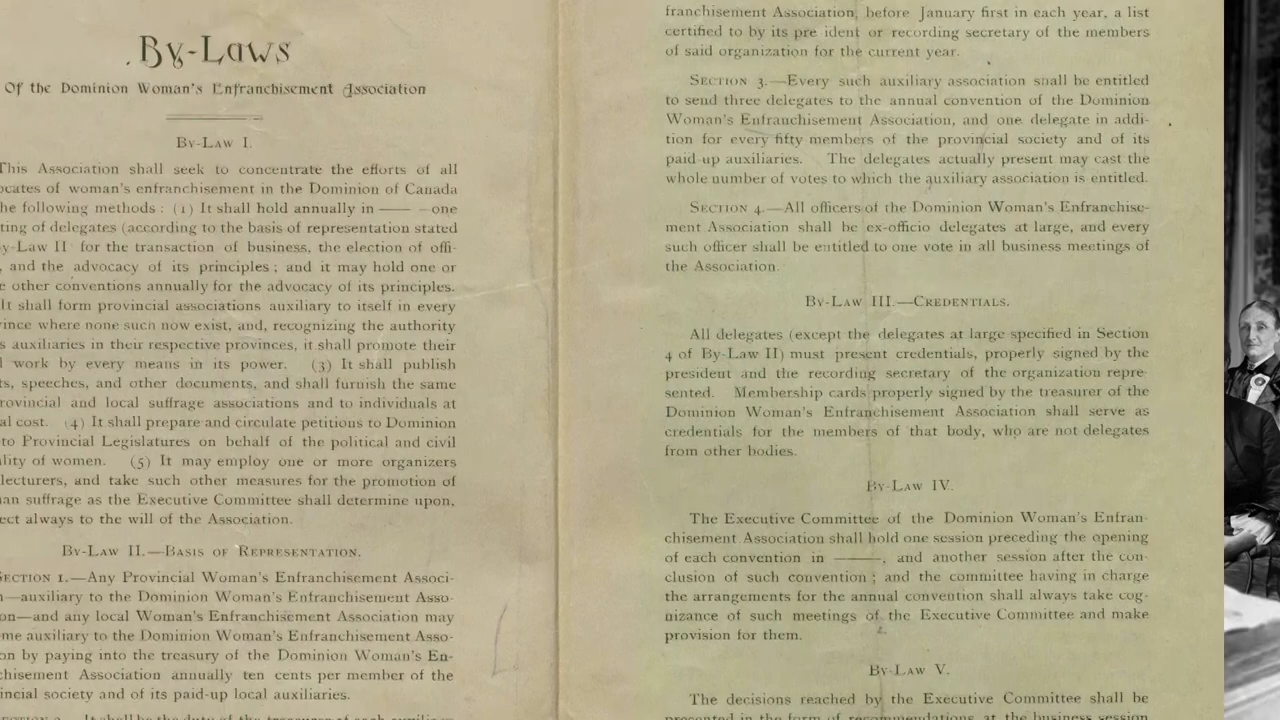 By-Laws
Of the Dominion Woman's Enfranchisement Association
By-Law I.
This Association shall seek to concentrate the efforts of all
ocates of woman's enfranchisement in the Dominion of Canada
he following methods : (1) It shall hold annually in —— —one
ting of delegates (according to the basis of representation stated
y-Law II for the transaction of business, the election of offi-
, and the advocacy of its principles ; and it may hold one or
e other conventions annually for the advocacy of its principles.
It shall form provincial associations auxiliary to itself in every
vince where none such now exist, and, recognizing the authority
s auxiliaries in their respective provinces, it shall promote their
l work by every means in its power. (3) It shall publish
ts, speeches, and other documents, and shall furnish the same
rovincial and local suffrage associations and to individuals at
al cost. (4) It shall prepare and circulate petitions to Dominion
to Provincial Legislatures on behalf of the political and civil
lity of women. (5) It may employ one or more organizers
lecturers, and take such other measures for the promotion of
an suffrage as the Executive Committee shall determine upon,
ect always to the will of the Association.
By-Law II.—Basis of Representation.
Section 1.—Any Provincial Woman's Enfranchisement Associ-
n—auxiliary to the Dominion Woman's Enfranchisement Asso-
on—and any local Woman's Enfranchisement Association may
me auxiliary to the Dominion Woman's Enfranchisement Asso-
on by paying into the treasury of the Dominion Woman's En-
chisement Association annually ten cents per member of the
incial society and of its paid-up local auxiliaries.
It shall be the duty of the treasurer of each auxiliary
franchisement Association, before January first in each year, a list
certified to by its pre ident or recording secretary of the members
of said organization for the current year.
Section 3.—Every such auxiliary association shall be entitled
to send three delegates to the annual convention of the Dominion
Woman's Enfranchisement Association, and one delegate in addi-
tion for every fifty members of the provincial society and of its
paid-up auxiliaries. The delegates actually present may cast the
whole number of votes to which the auxiliary association is entitled.
Section 4.—All officers of the Dominion Woman's Enfranchise-
ment Association shall be ex-officio delegates at large, and every
such officer shall be entitled to one vote in all business meetings of
the Association.
By-Law III.—Credentials.
All delegates (except the delegates at large specified in Section
4 of By-Law II) must present credentials, properly signed by the
president and the recording secretary of the organization repre-
sented. Membership cards properly signed by the treasurer of the
Dominion Woman's Enfranchisement Association shall serve as
credentials for the members of that body, who are not delegates
from other bodies.
By-Law IV.
The Executive Committee of the Dominion Woman's Enfran-
chisement Association shall hold one session preceding the opening
of each convention in ———, and another session after the con-
clusion of such convention ; and the committee having in charge
the arrangements for the annual convention shall always take cog-
nizance of such meetings of the Executive Committee and make
provision for them.
By-Law V.
The decisions reached by the Executive Committee shall be
presented in the form of recommendations at the business session